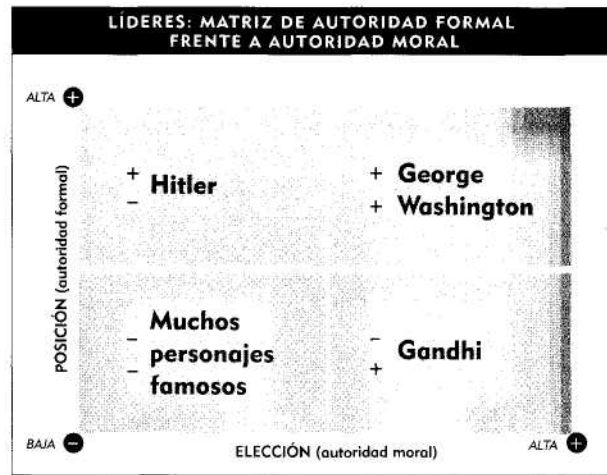 LÍDERES: MATRIZ DE AUTORIDAD FORMAL
FRENTE A AUTORIDAD MORAL
ALTA +
POSICIÓN (autoridad formal)
+
− Hitler
+ George
+ Washington
Muchos
− personajes
− famosos
−
+ Gandhi
BAJA −
ELECCIÓN (autoridad moral)
ALTA +